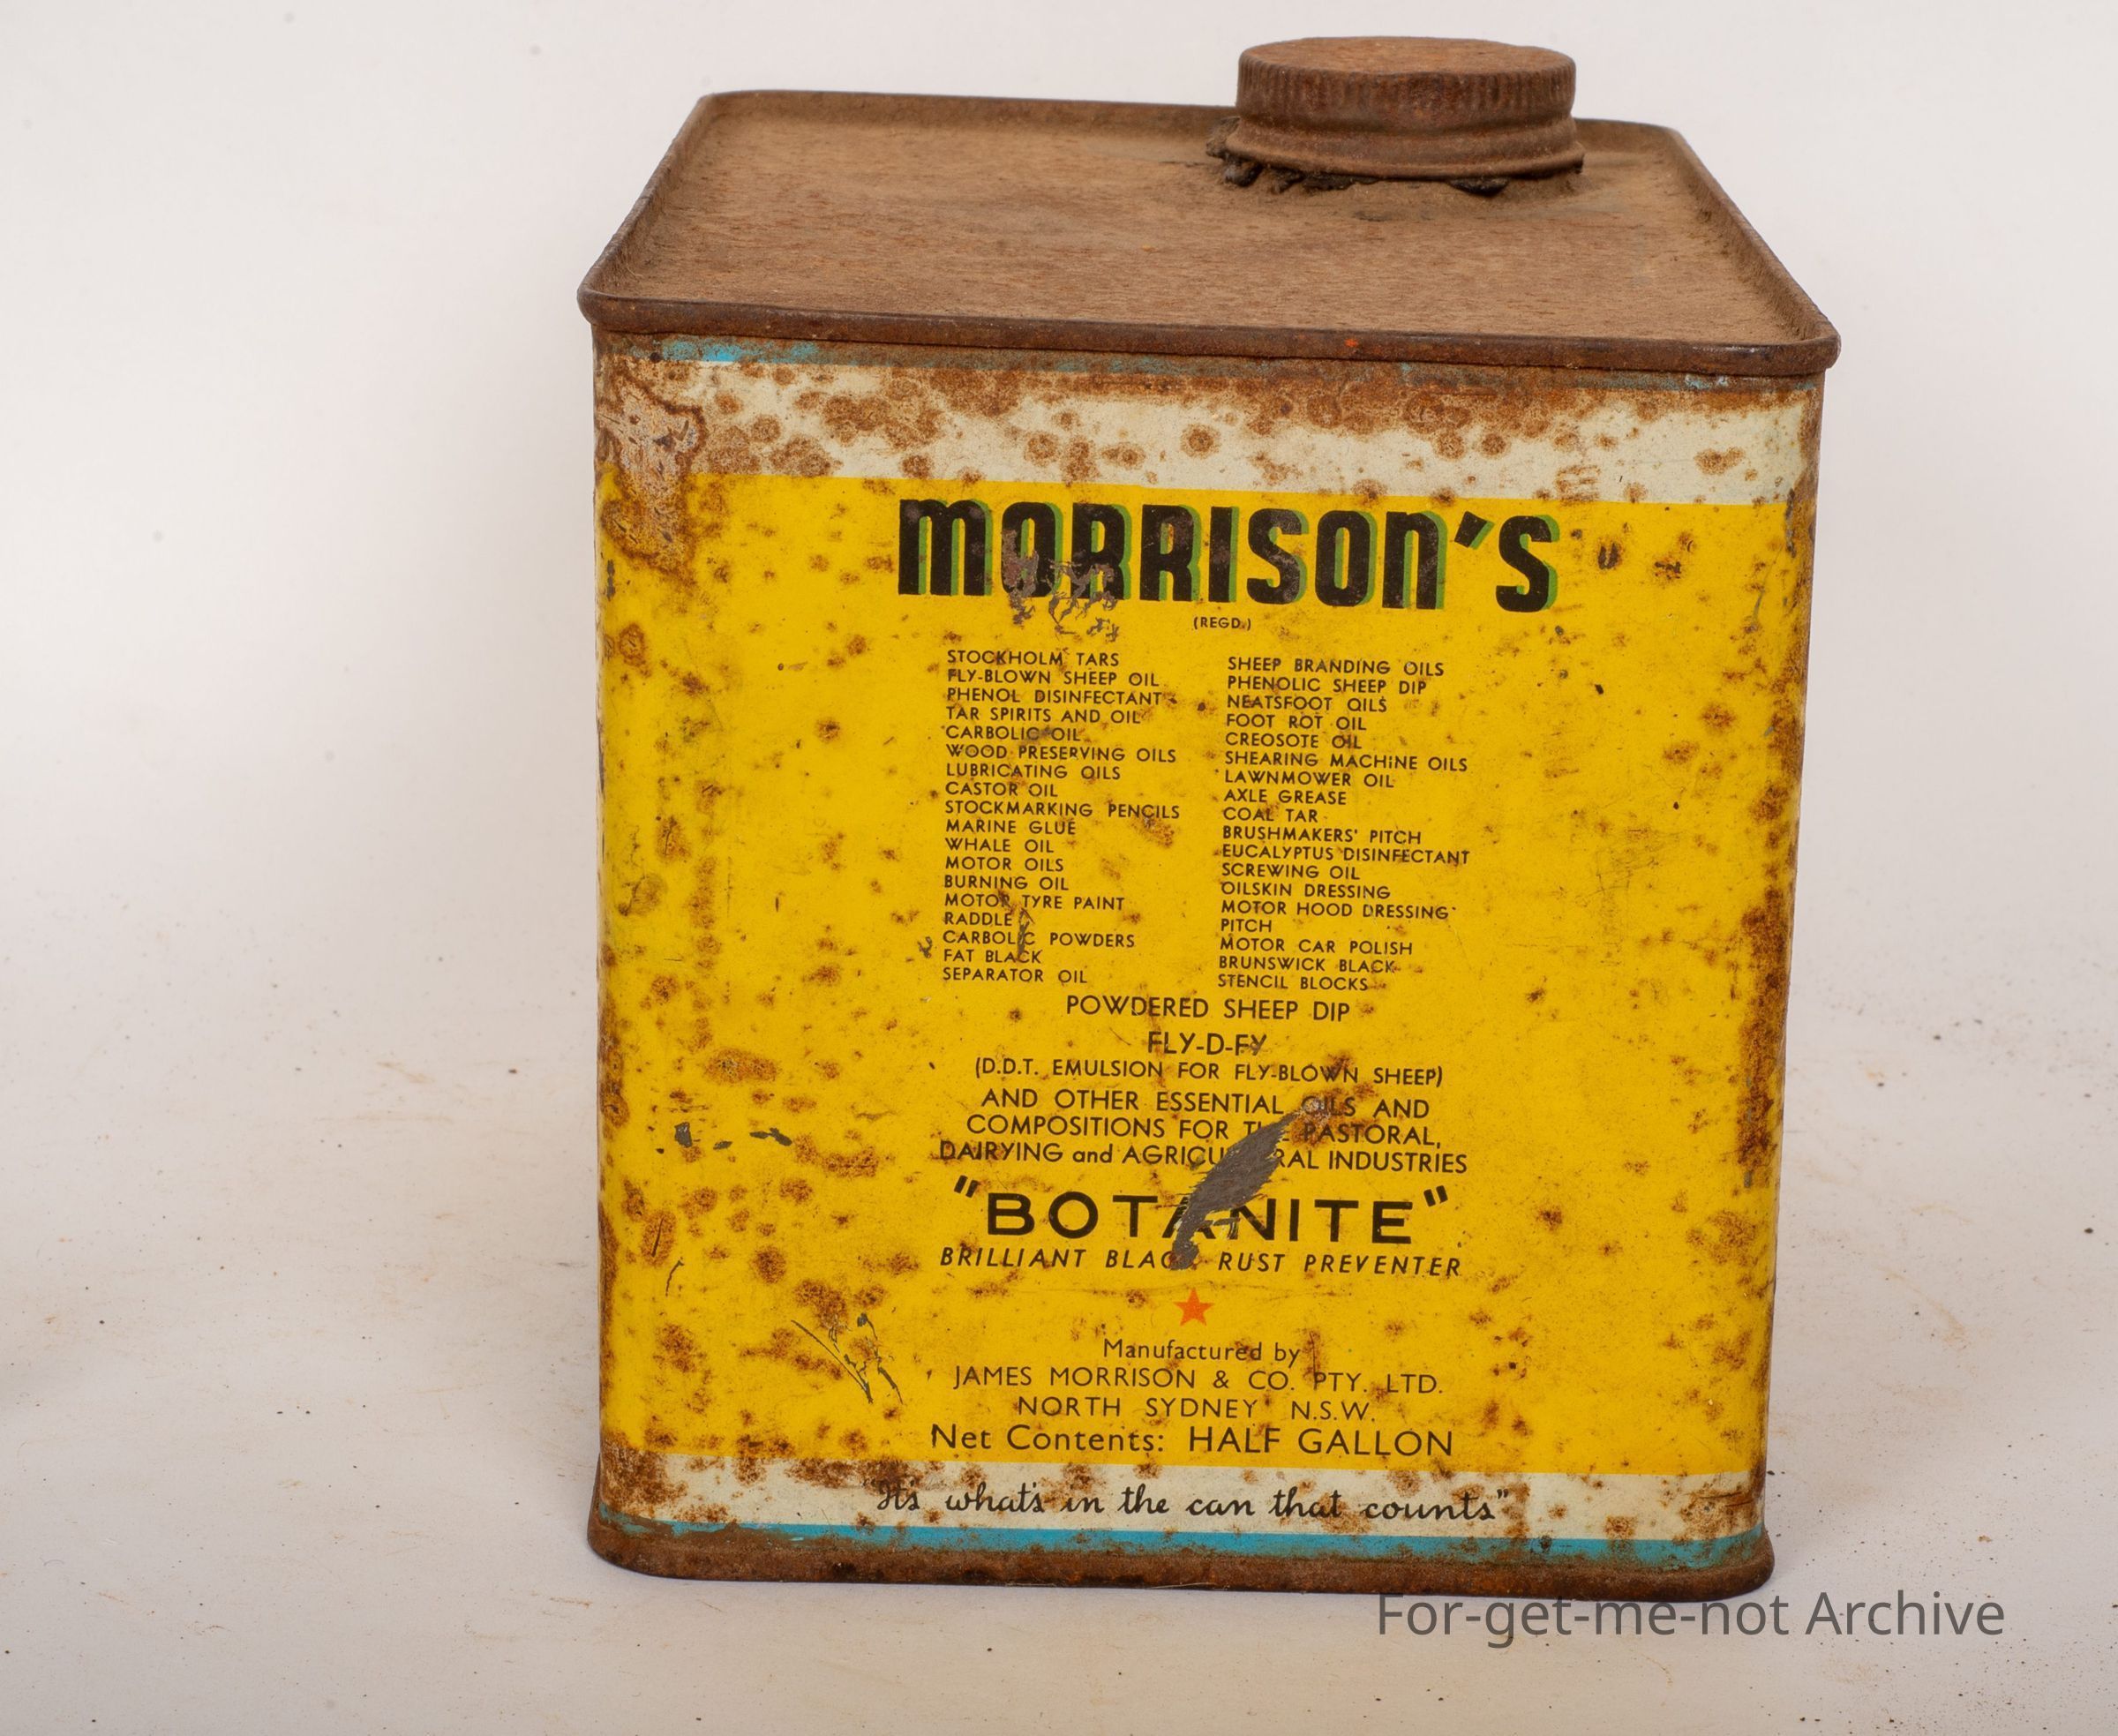 MORRISON'S
(REGD.)
STOCKHOLM TARS
FLY-BLOWN SHEEP OIL
PHENOL DISINFECTANT
TAR SPIRITS AND OIL
CARBOLIC OIL
WOOD PRESERVING OILS
LUBRICATING OILS
CASTOR OIL
STOCKMARKING PENCILS
MARINE GLUE
WHALE OIL
MOTOR OILS
BURNING OIL
MOTOR TYRE PAINT
RADDLE
CARBOLIC POWDERS
FAT BLACK
SEPARATOR OIL
SHEEP BRANDING OILS
PHENOLIC SHEEP DIP
NEATSFOOT OILS
FOOT ROT OIL
CREOSOTE OIL
SHEARING MACHINE OILS
LAWNMOWER OIL
AXLE GREASE
COAL TAR
BRUSHMAKERS' PITCH
EUCALYPTUS DISINFECTANT
SCREWING OIL
OILSKIN DRESSING
MOTOR HOOD DRESSING
PITCH
MOTOR CAR POLISH
BRUNSWICK BLACK
STENCIL BLOCKS
POWDERED SHEEP DIP
FLY-D-FY
(D.D.T. EMULSION FOR FLY-BLOWN SHEEP)
AND OTHER ESSENTIAL OILS AND
COMPOSITIONS FOR THE PASTORAL,
DAIRYING and AGRICULTURAL INDUSTRIES
"BOTANITE"
BRILLIANT BLACK RUST PREVENTER
Manufactured by
JAMES MORRISON & CO. PTY. LTD.
NORTH SYDNEY N.S.W.
Net Contents: HALF GALLON
"It's what's in the can that counts"
For-get-me-not Archive